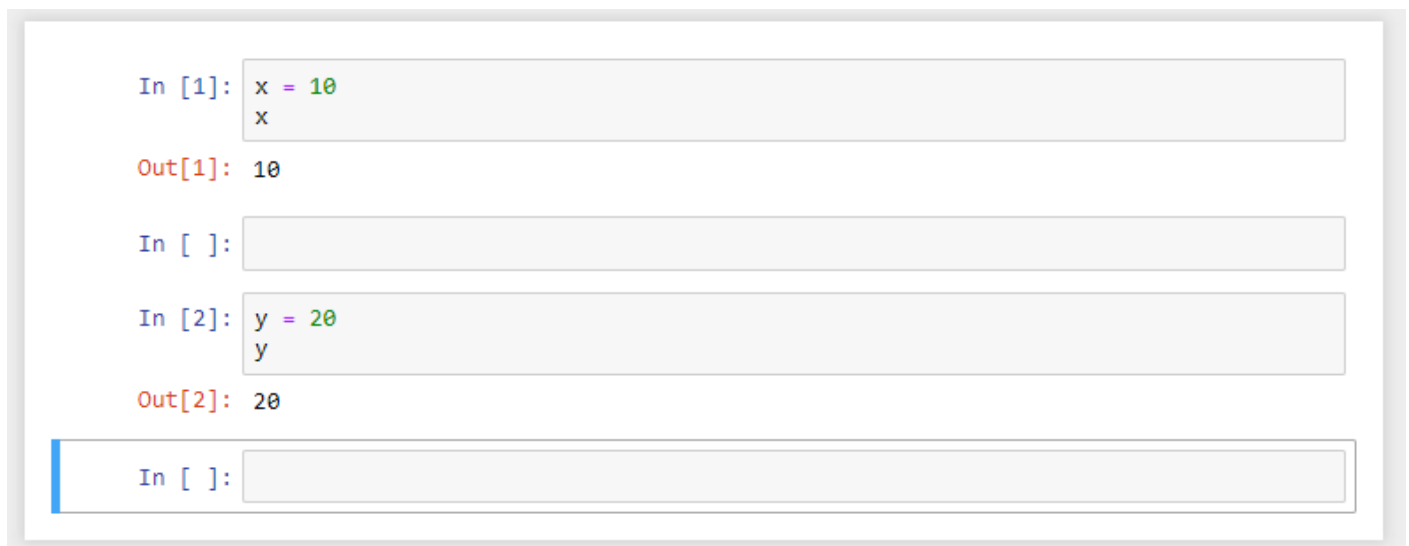 In [1]: x = 10
x
Out[1]: 10
In [ ]:
In [2]: y = 20
y
Out[2]: 20
In [ ]: